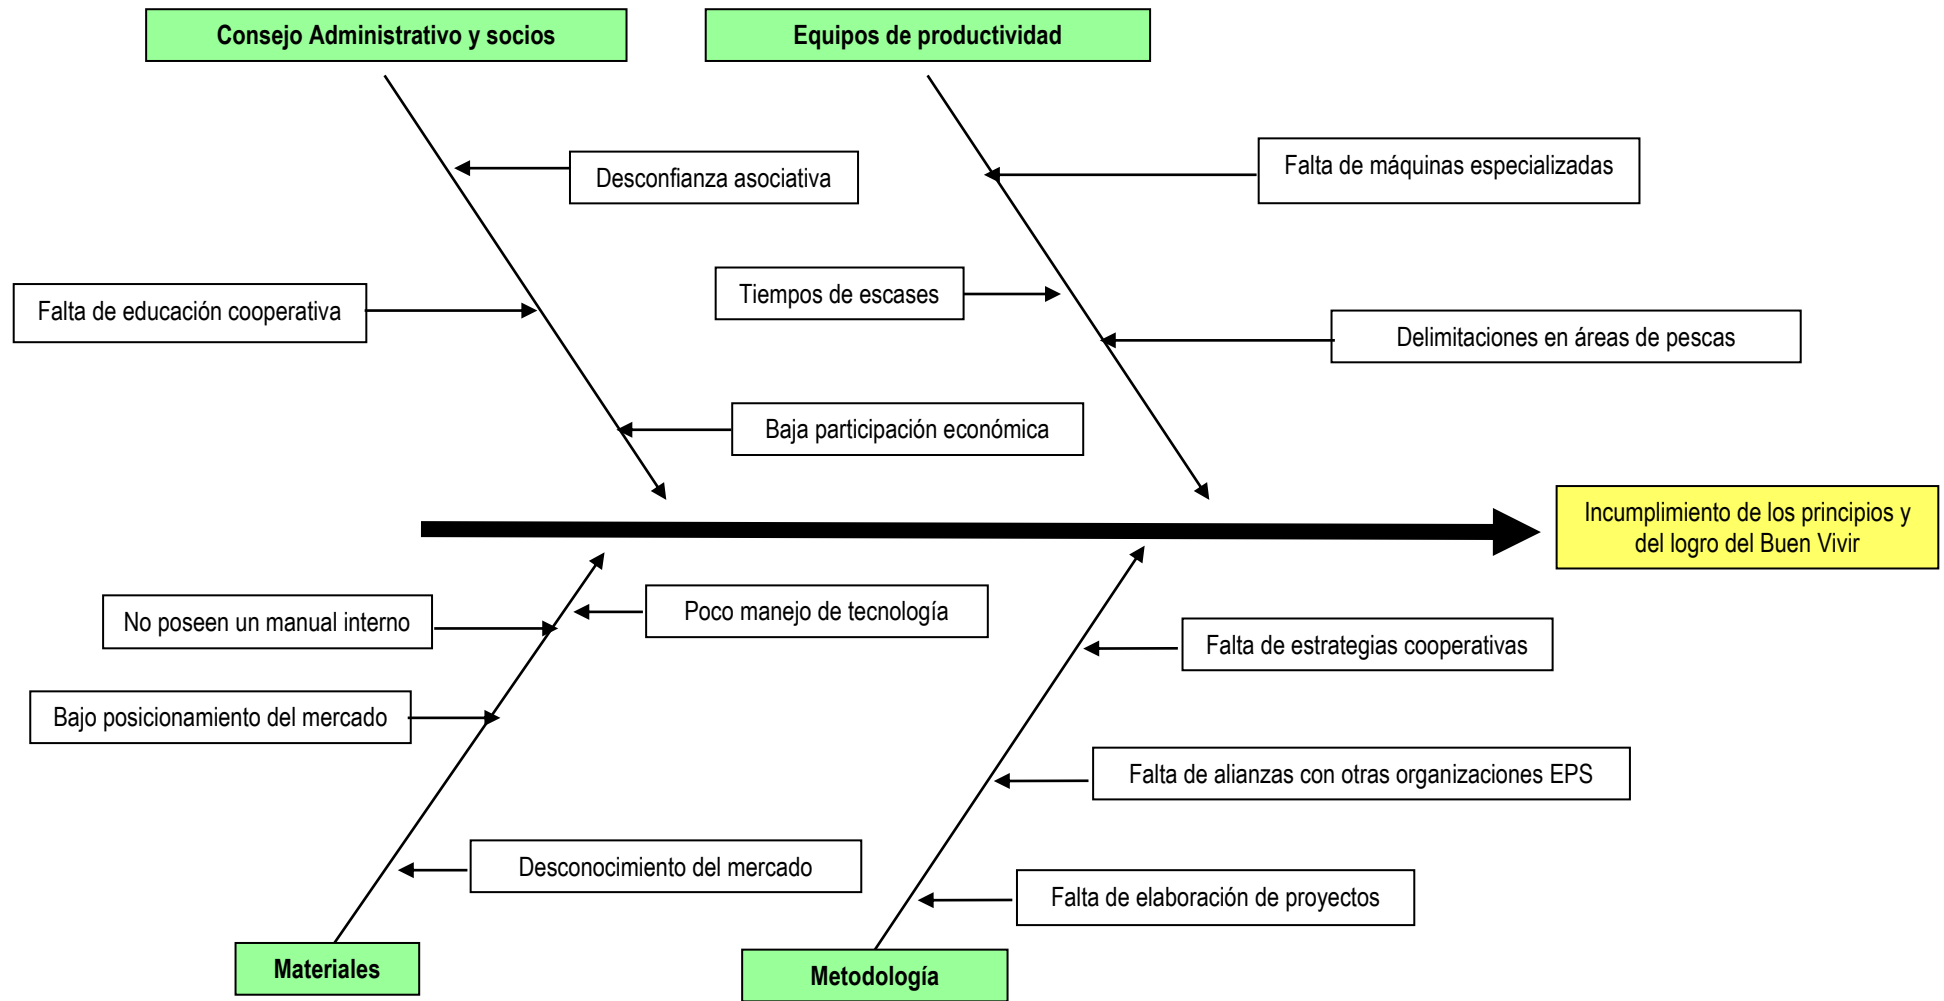 Consejo Administrativo y socios
Equipos de productividad
Desconfianza asociativa
Falta de máquinas especializadas
Falta de educación cooperativa
Tiempos de escases
Delimitaciones en áreas de pescas
Baja participación económica
Incumplimiento de los principios y
del logro del Buen Vivir
No poseen un manual interno
Poco manejo de tecnología
Falta de estrategias cooperativas
Bajo posicionamiento del mercado
Falta de alianzas con otras organizaciones EPS
Desconocimiento del mercado
Falta de elaboración de proyectos
Materiales
Metodología